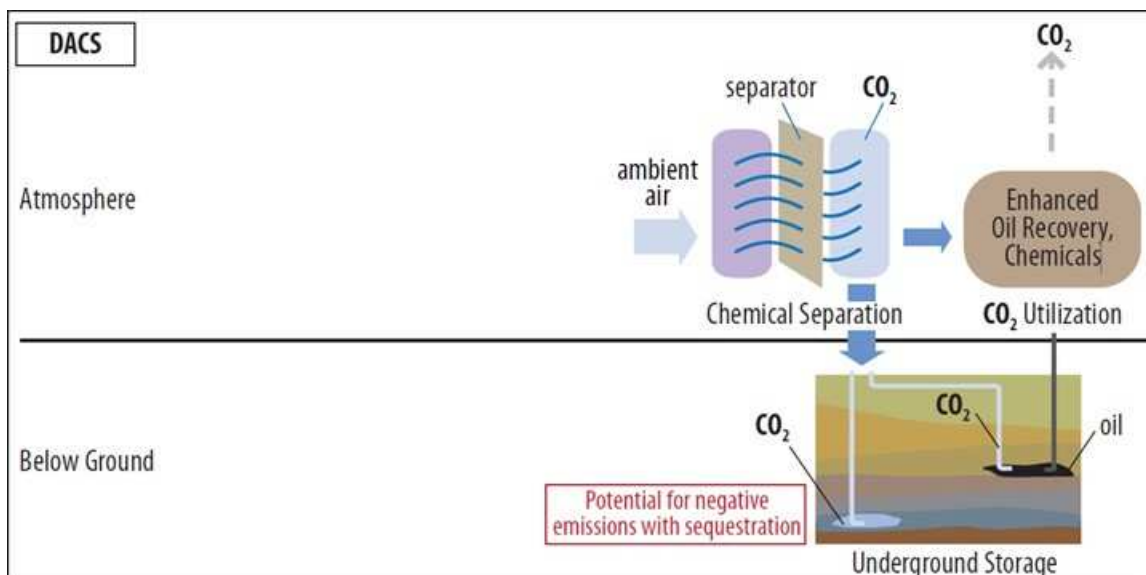 DACS
CO₂
separator
CO₂
ambient
air
Atmosphere
Enhanced
Oil Recovery,
Chemicals
Chemical Separation
CO₂ Utilization
CO₂
oil
CO₂
Below Ground
Potential for negative
emissions with sequestration
Underground Storage